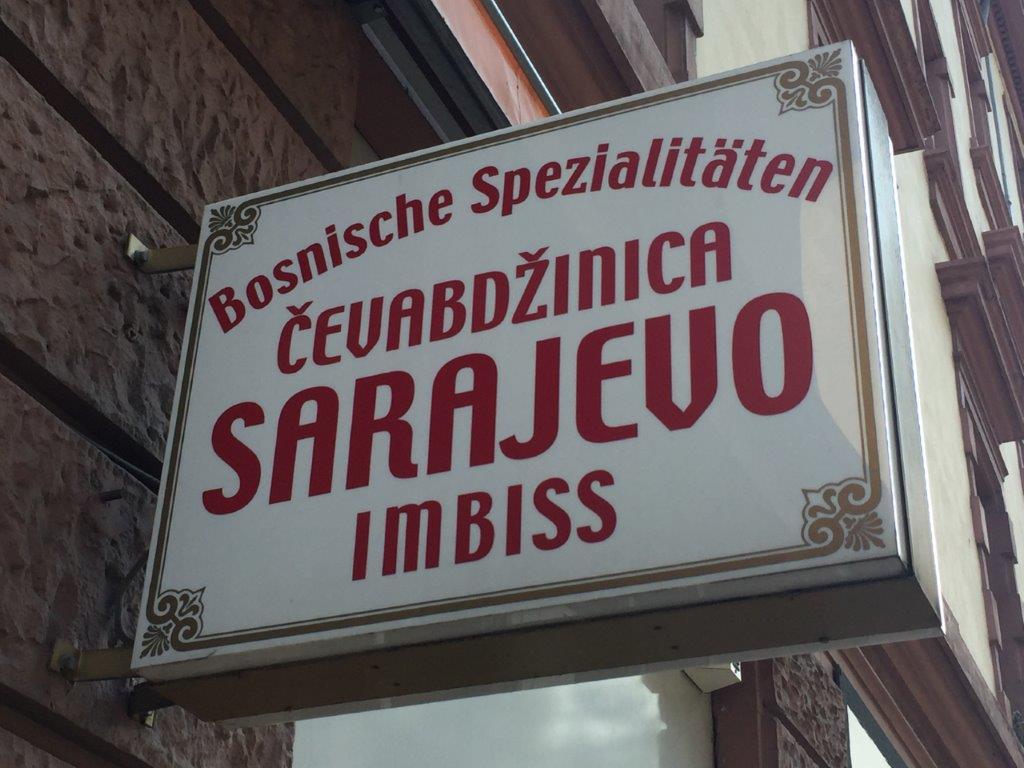 Bosnische Spezialitäten
ČEVABDŽINICA
SARAJEVO
IMBISS